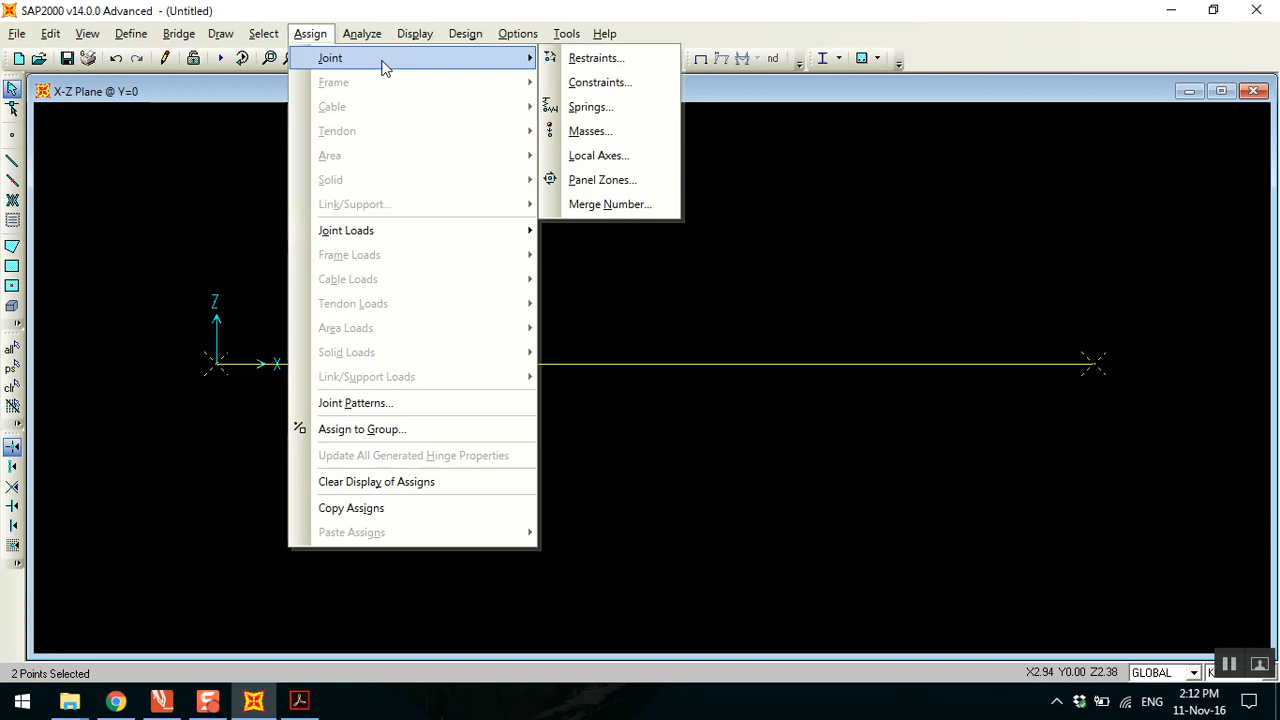 SAP2000 v14.0.0 Advanced - (Untitled)
File Edit View Define Bridge Draw Select Assign Analyze Display Design Options Tools Help
nd
X-Z Plane @ Y=0
Joint
Frame
Cable
Tendon
Area
Solid
Link/Support...
Joint Loads
Frame Loads
Cable Loads
Tendon Loads
Area Loads
Solid Loads
Link/Support Loads
Joint Patterns...
Assign to Group...
Update All Generated Hinge Properties
Clear Display of Assigns
Copy Assigns
Paste Assigns
Restraints...
Constraints...
Springs...
Masses...
Local Axes...
Panel Zones...
Merge Number...
all
ps
clr
Z
X
2 Points Selected
X2.94 Y0.00 Z2.38
GLOBAL
ENG
2:12 PM
11-Nov-16